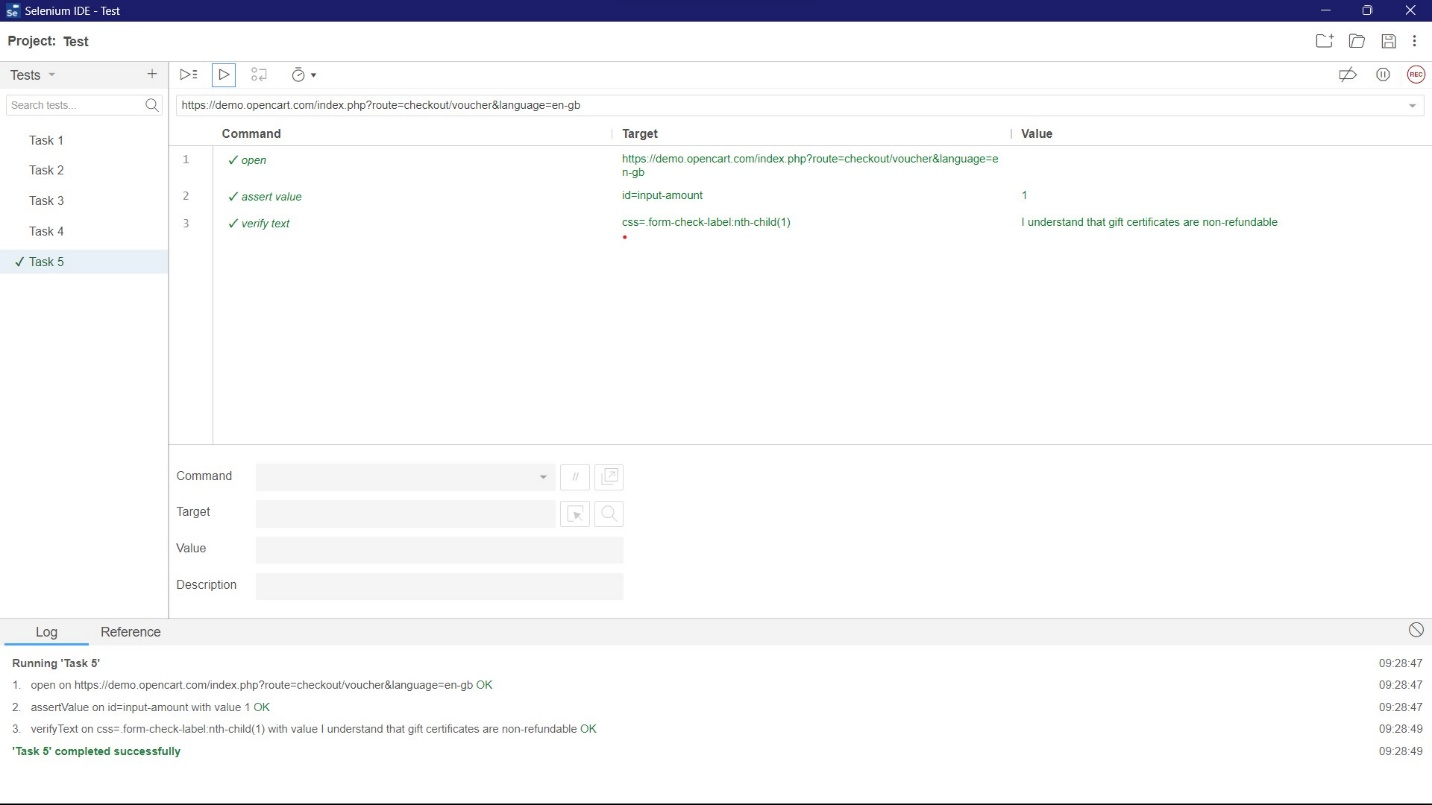 Se Selenium IDE - Test
Project: Test
Tests
Search tests...
Task 1
Task 2
Task 3
Task 4
✓ Task 5
REC
https://demo.opencart.com/index.php?route=checkout/voucher&language=en-gb
Command Target Value
1 ✓ open https://demo.opencart.com/index.php?route=checkout/voucher&language=e
n-gb
2 ✓ assert value id=input-amount 1
3 ✓ verify text css=.form-check-label:nth-child(1) I understand that gift certificates are non-refundable
Command //
Target
Value
Description
Log Reference
Running 'Task 5' 09:28:47
1. open on https://demo.opencart.com/index.php?route=checkout/voucher&language=en-gb OK 09:28:47
2. assertValue on id=input-amount with value 1 OK 09:28:47
3. verifyText on css=.form-check-label:nth-child(1) with value I understand that gift certificates are non-refundable OK 09:28:49
'Task 5' completed successfully 09:28:49